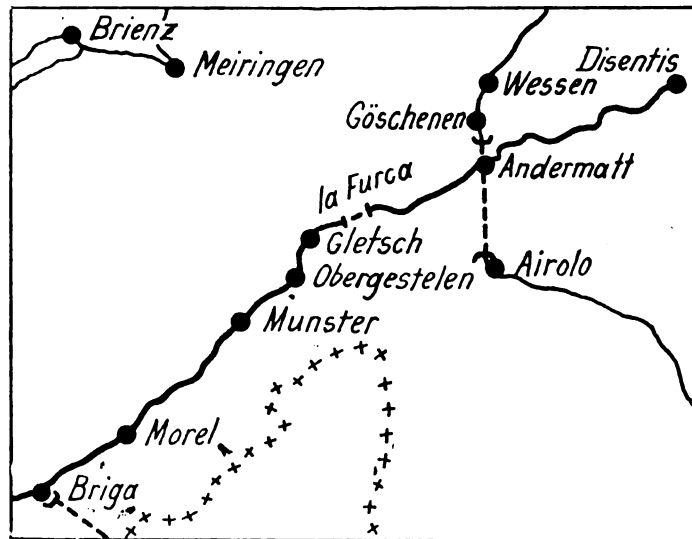 Brienz
Meiringen
Disentis
Wessen
Göschenen
Andermatt
la Furca
Gletsch
Obergestelen
Airolo
Munster
Morel
Briga